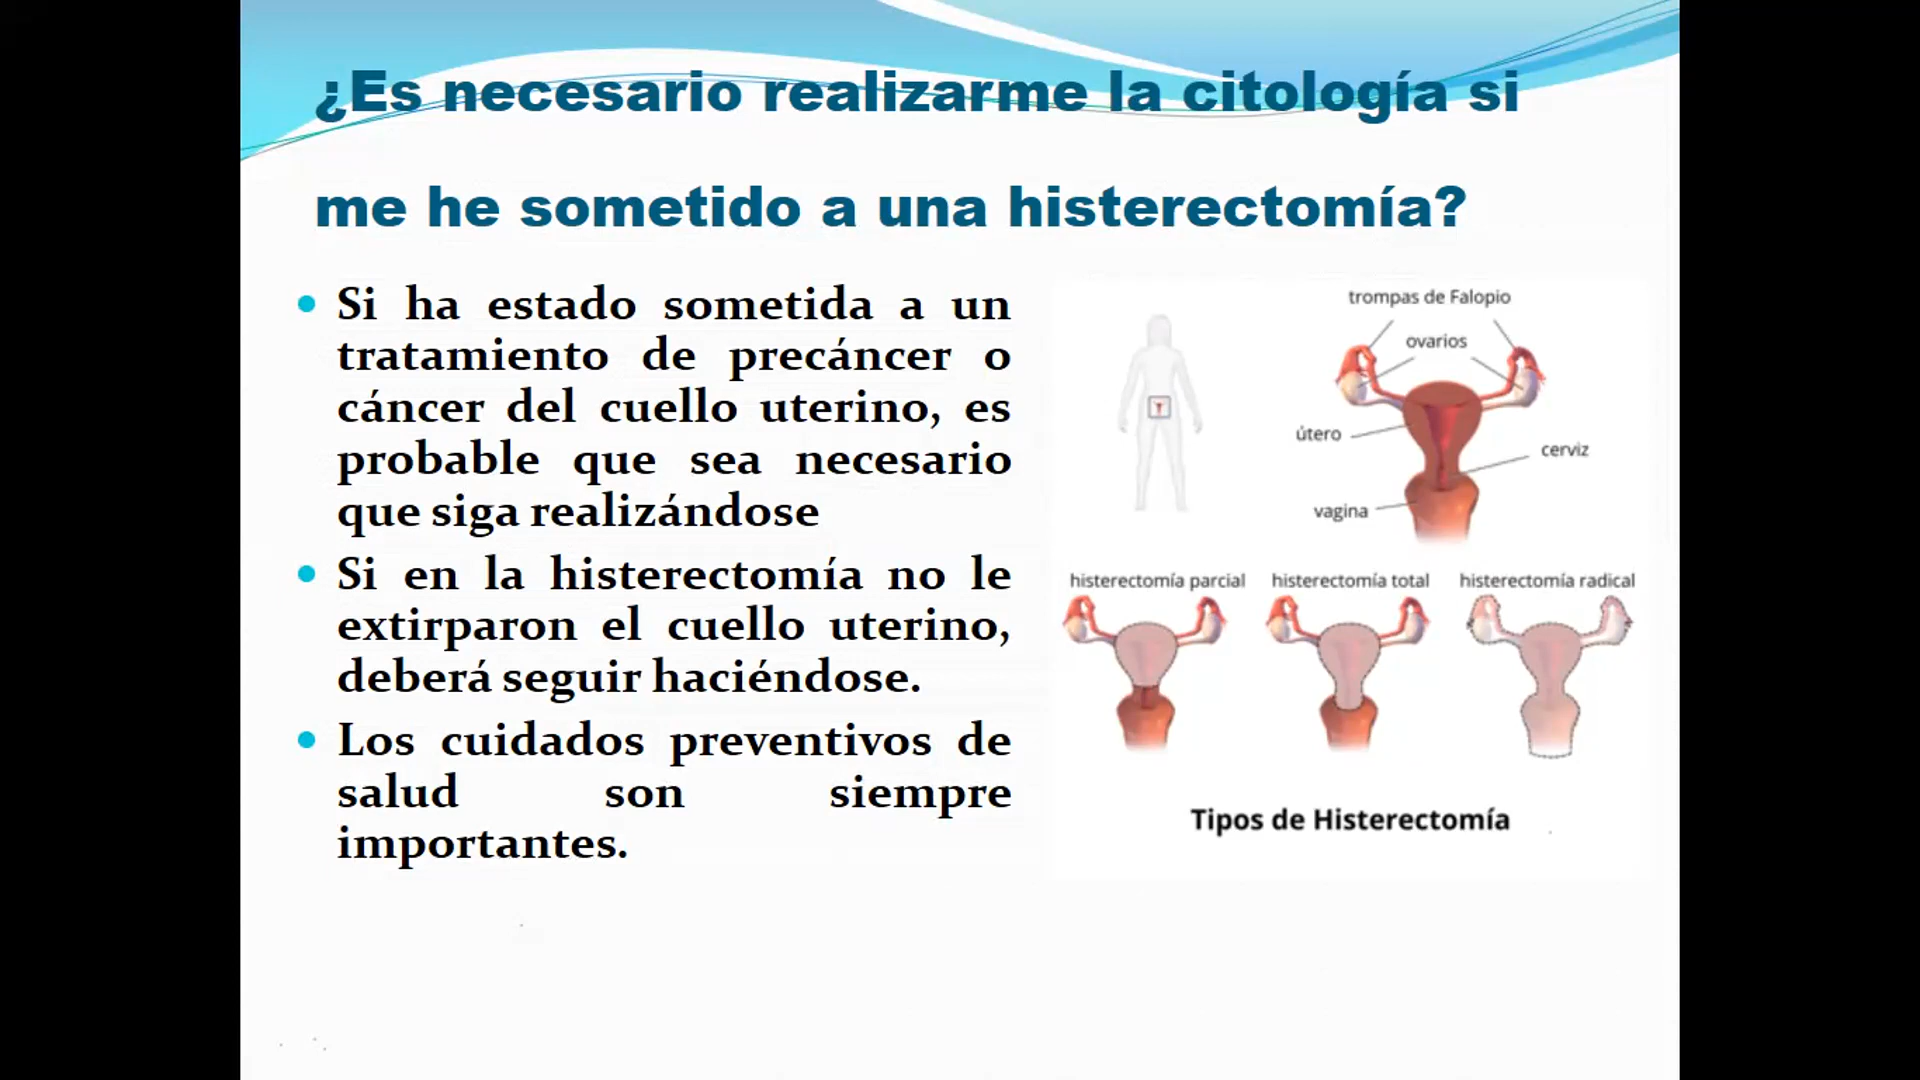 ¿Es necesario realizarme la citología si
me he sometido a una histerectomía?
• Si ha estado sometida a un
tratamiento de precáncer o
cáncer del cuello uterino, es
probable que sea necesario
que siga realizándose
• Si en la histerectomía no le
extirparon el cuello uterino,
deberá seguir haciéndose.
• Los cuidados preventivos de
salud son siempre
importantes.
trompas de Falopio
ovarios
útero
cerviz
vagina
histerectomía parcial
histerectomía total
histerectomía radical
Tipos de Histerectomía